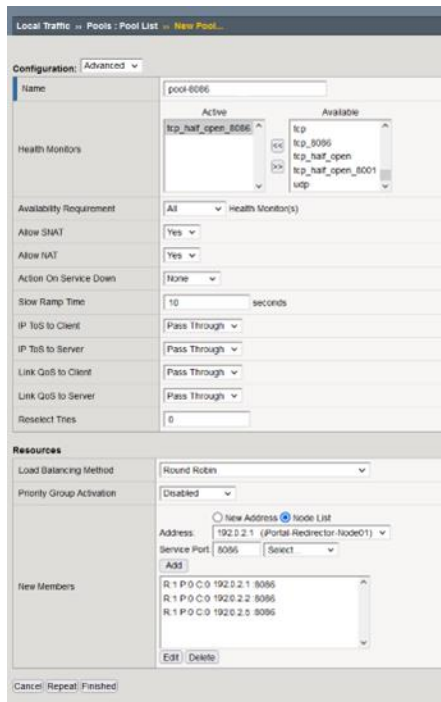 Local Traffic » Pools : Pool List » New Pool...
Configuration: Advanced
Name pool-8086
Active Available
Health Monitors
tcp_half_open_8086 tcp
<< tcp_8086
tcp_half_open
>> tcp_half_open_8001
udp
Availability Requirement All Health Monitor(s)
Allow SNAT Yes
Allow NAT Yes
Action On Service Down None
Slow Ramp Time 10 seconds
IP ToS to Client Pass Through
IP ToS to Server Pass Through
Link QoS to Client Pass Through
Link QoS to Server Pass Through
Reselect Tries 0
Resources
Load Balancing Method Round Robin
Priority Group Activation Disabled
New Members
New Address Node List
Address: 192.0.2.1 (iPortal-Redirector-Node01)
Service Port: 8086 Select...
Add
R:1 P:0 C:0 192.0.2.1:8086
R:1 P:0 C:0 192.0.2.2:8086
R:1 P:0 C:0 192.0.2.5:8086
Edit Delete
Cancel Repeat Finished